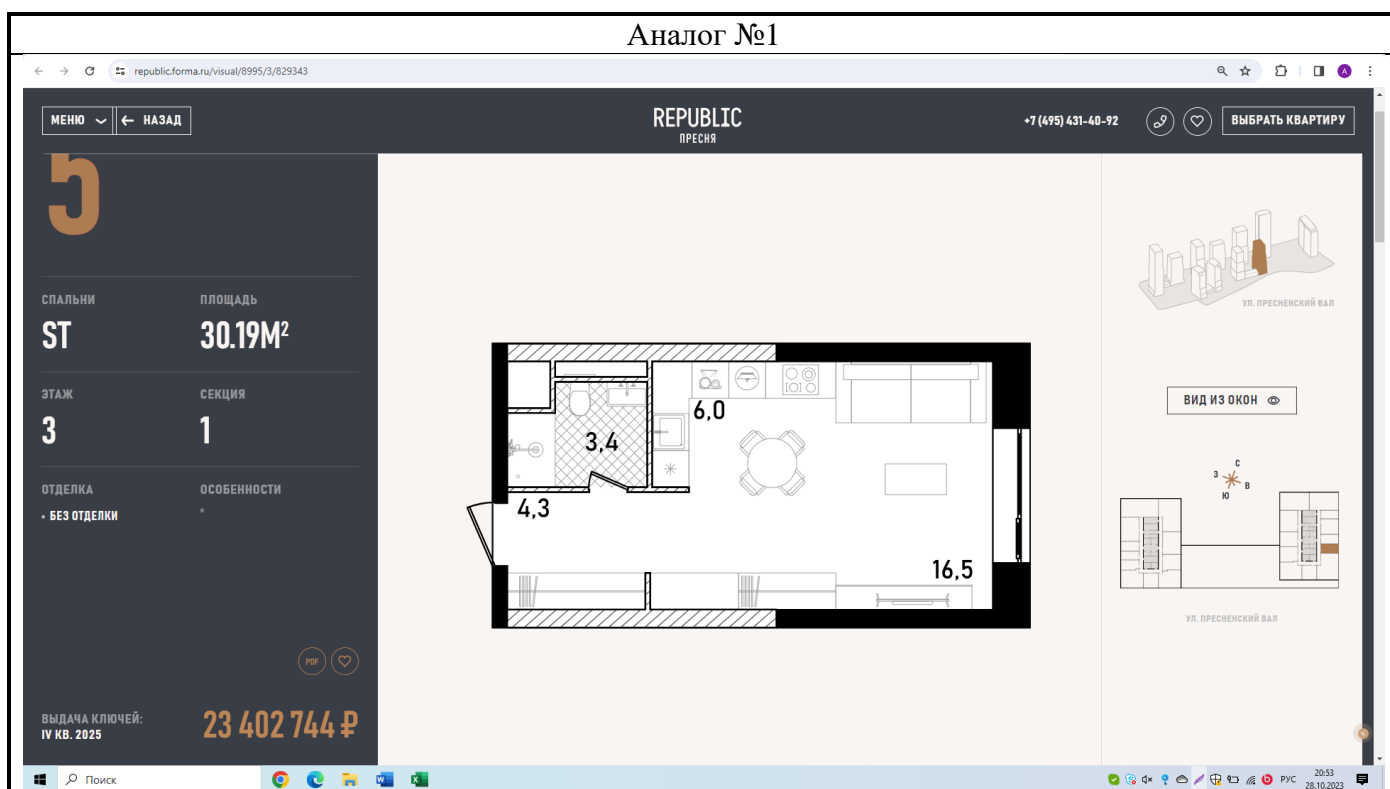 Аналог №1
republic.forma.ru/visual/8995/3/829343
МЕНЮ
НАЗАД
REPUBLIC
ПРЕСНЯ
+7 (495) 431-40-92
ВЫБРАТЬ КВАРТИРУ
5
СПАЛЬНИ ПЛОЩАДЬ
ST 30.19М²
ЭТАЖ СЕКЦИЯ
3 1
ОТДЕЛКА ОСОБЕННОСТИ
• БЕЗ ОТДЕЛКИ
PDF
ВЫДАЧА КЛЮЧЕЙ:
IV КВ. 2025
23 402 744 ₽
6,0
3,4
4,3
16,5
УЛ. ПРЕСНЕНСКИЙ ВАЛ
ВИД ИЗ ОКОН
С
З В
Ю
УЛ. ПРЕСНЕНСКИЙ ВАЛ
Поиск
РУС
20:53
28.10.2023